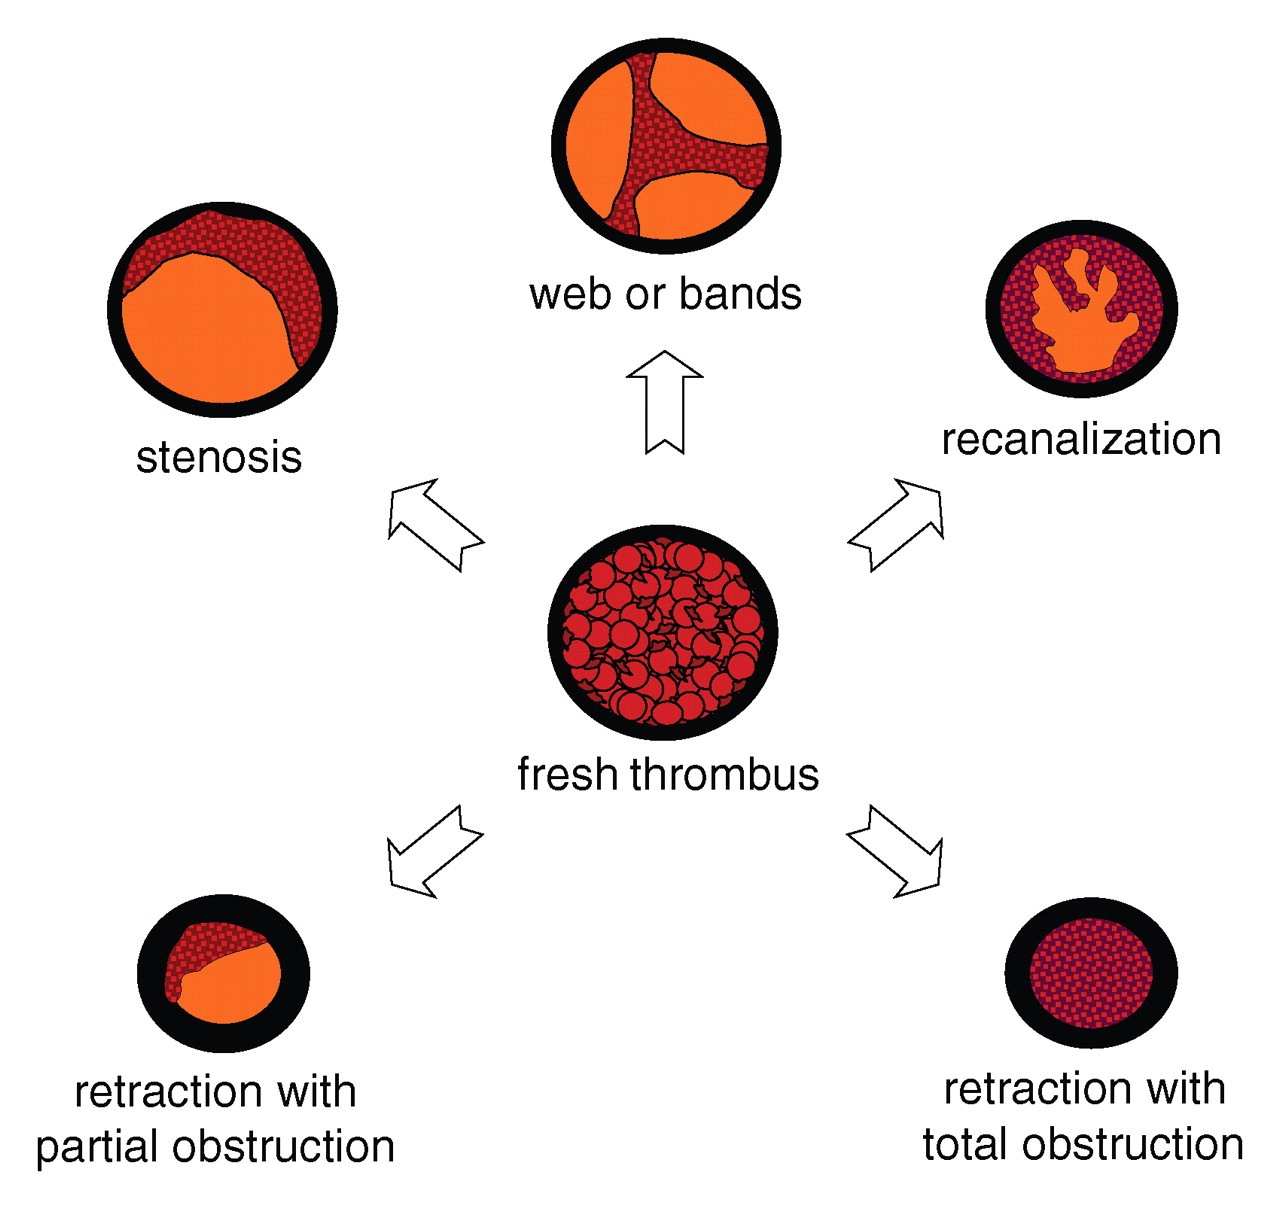 web or bands
stenosis
recanalization
fresh thrombus
retraction with
partial obstruction
retraction with
total obstruction